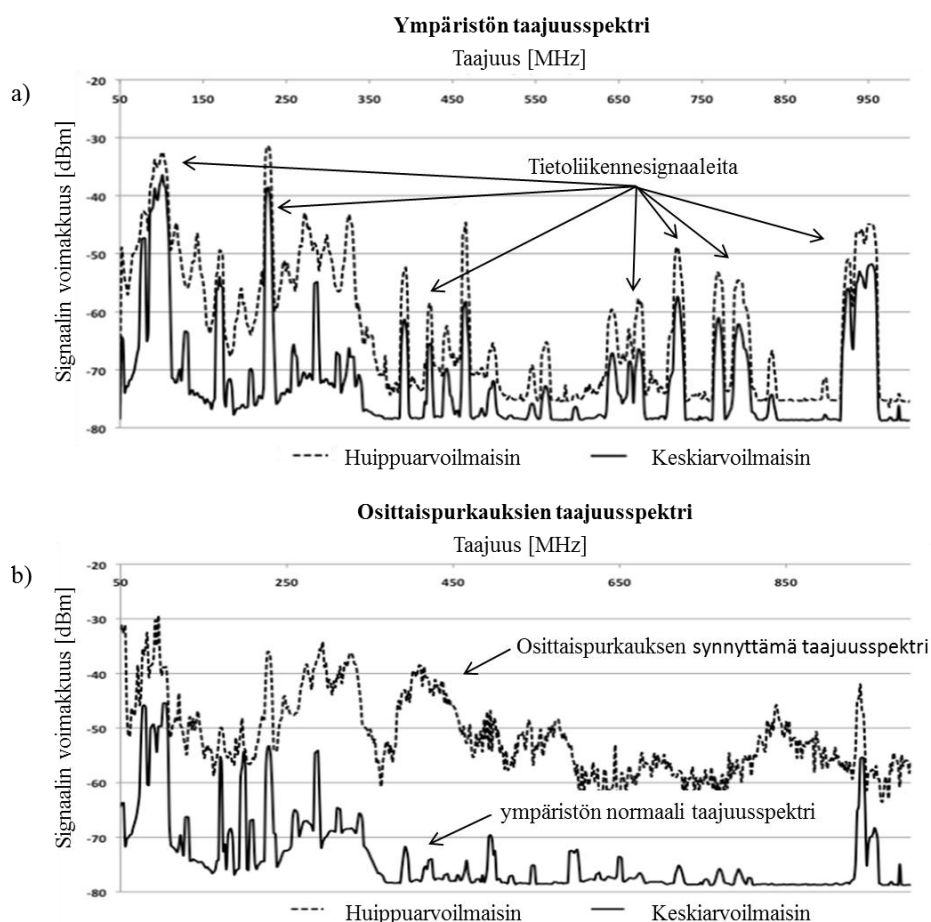 Ympäristön taajuusspektri
Taajuus [MHz]
a)
-20
50 150 250 350 450 550 650 750 850 950
-30
Tietoliikennesignaaleita
-40
-50
-60
-70
-80
Signaalin voimakkuus [dBm]
Huippuarvoilmaisin Keskiarvoilmaisin
Osittaispurkauksien taajuusspektri
Taajuus [MHz]
b)
-20
50 250 450 650 850
-30
Osittaispurkauksen synnyttämä taajuusspektri
-40
-50
-60
ympäristön normaali taajuusspektri
-70
-80
Signaalin voimakkuus [dBm]
Huippuarvoilmaisin Keskiarvoilmaisin